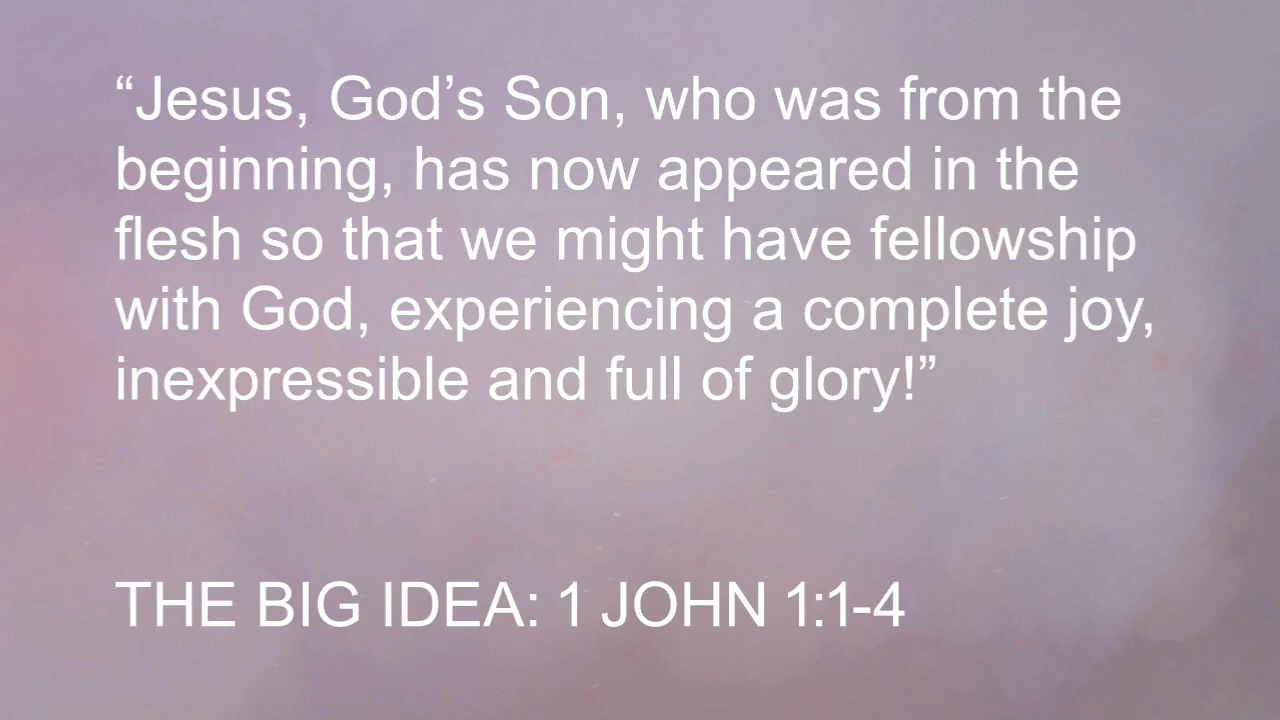 “Jesus, God’s Son, who was from the
beginning, has now appeared in the
flesh so that we might have fellowship
with God, experiencing a complete joy,
inexpressible and full of glory!”
THE BIG IDEA: 1 JOHN 1:1-4